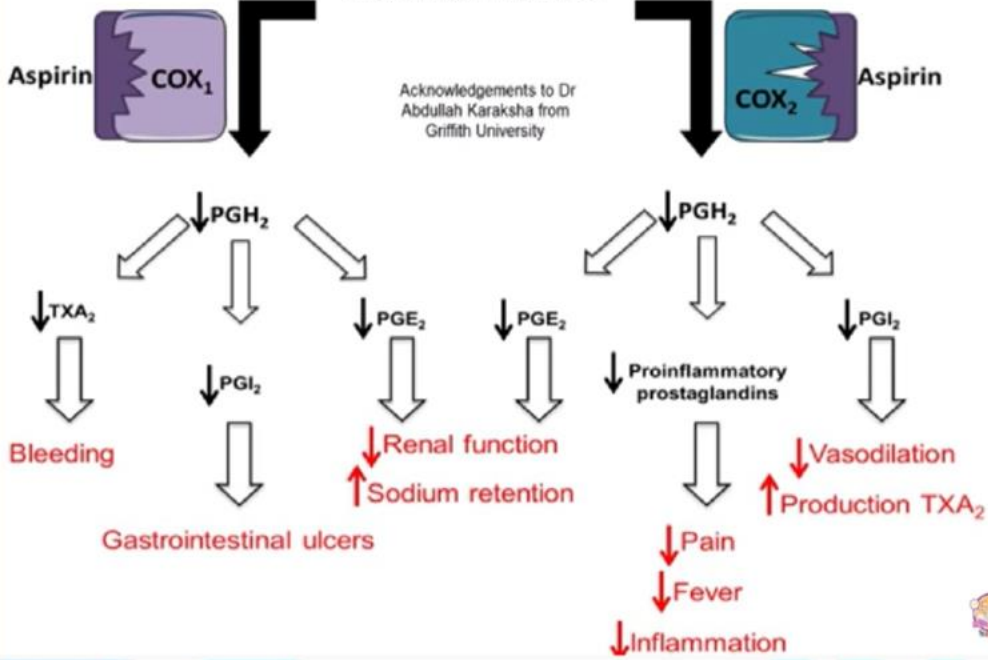 Aspirin
COX₁
Acknowledgements to Dr
Abdullah Karaksha from
Griffith University
COX₂
Aspirin
↓PGH₂
↓PGH₂
↓TXA₂
↓PGE₂
↓PGE₂
↓PGI₂
↓PGI₂
↓Proinflammatory
prostaglandins
Bleeding
↓Renal function
↑Sodium retention
↓Vasodilation
↑Production TXA₂
Gastrointestinal ulcers
↓Pain
↓Fever
↓Inflammation